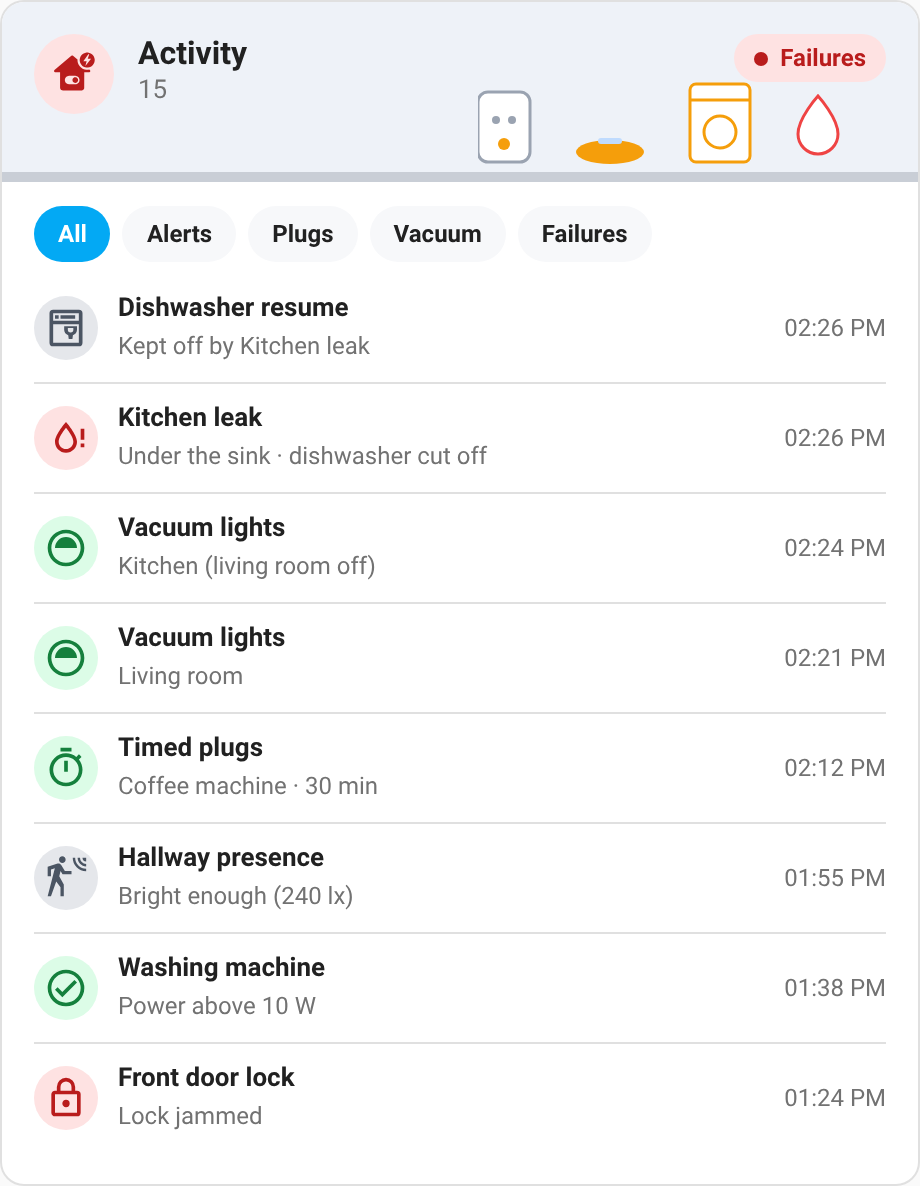 Activity
15
Failures
All
Alerts
Plugs
Vacuum
Failures
Dishwasher resume
Kept off by Kitchen leak
02:26 PM
Kitchen leak
Under the sink · dishwasher cut off
02:26 PM
Vacuum lights
Kitchen (living room off)
02:24 PM
Vacuum lights
Living room
02:21 PM
Timed plugs
Coffee machine · 30 min
02:12 PM
Hallway presence
Bright enough (240 lx)
01:55 PM
Washing machine
Power above 10 W
01:38 PM
Front door lock
Lock jammed
01:24 PM